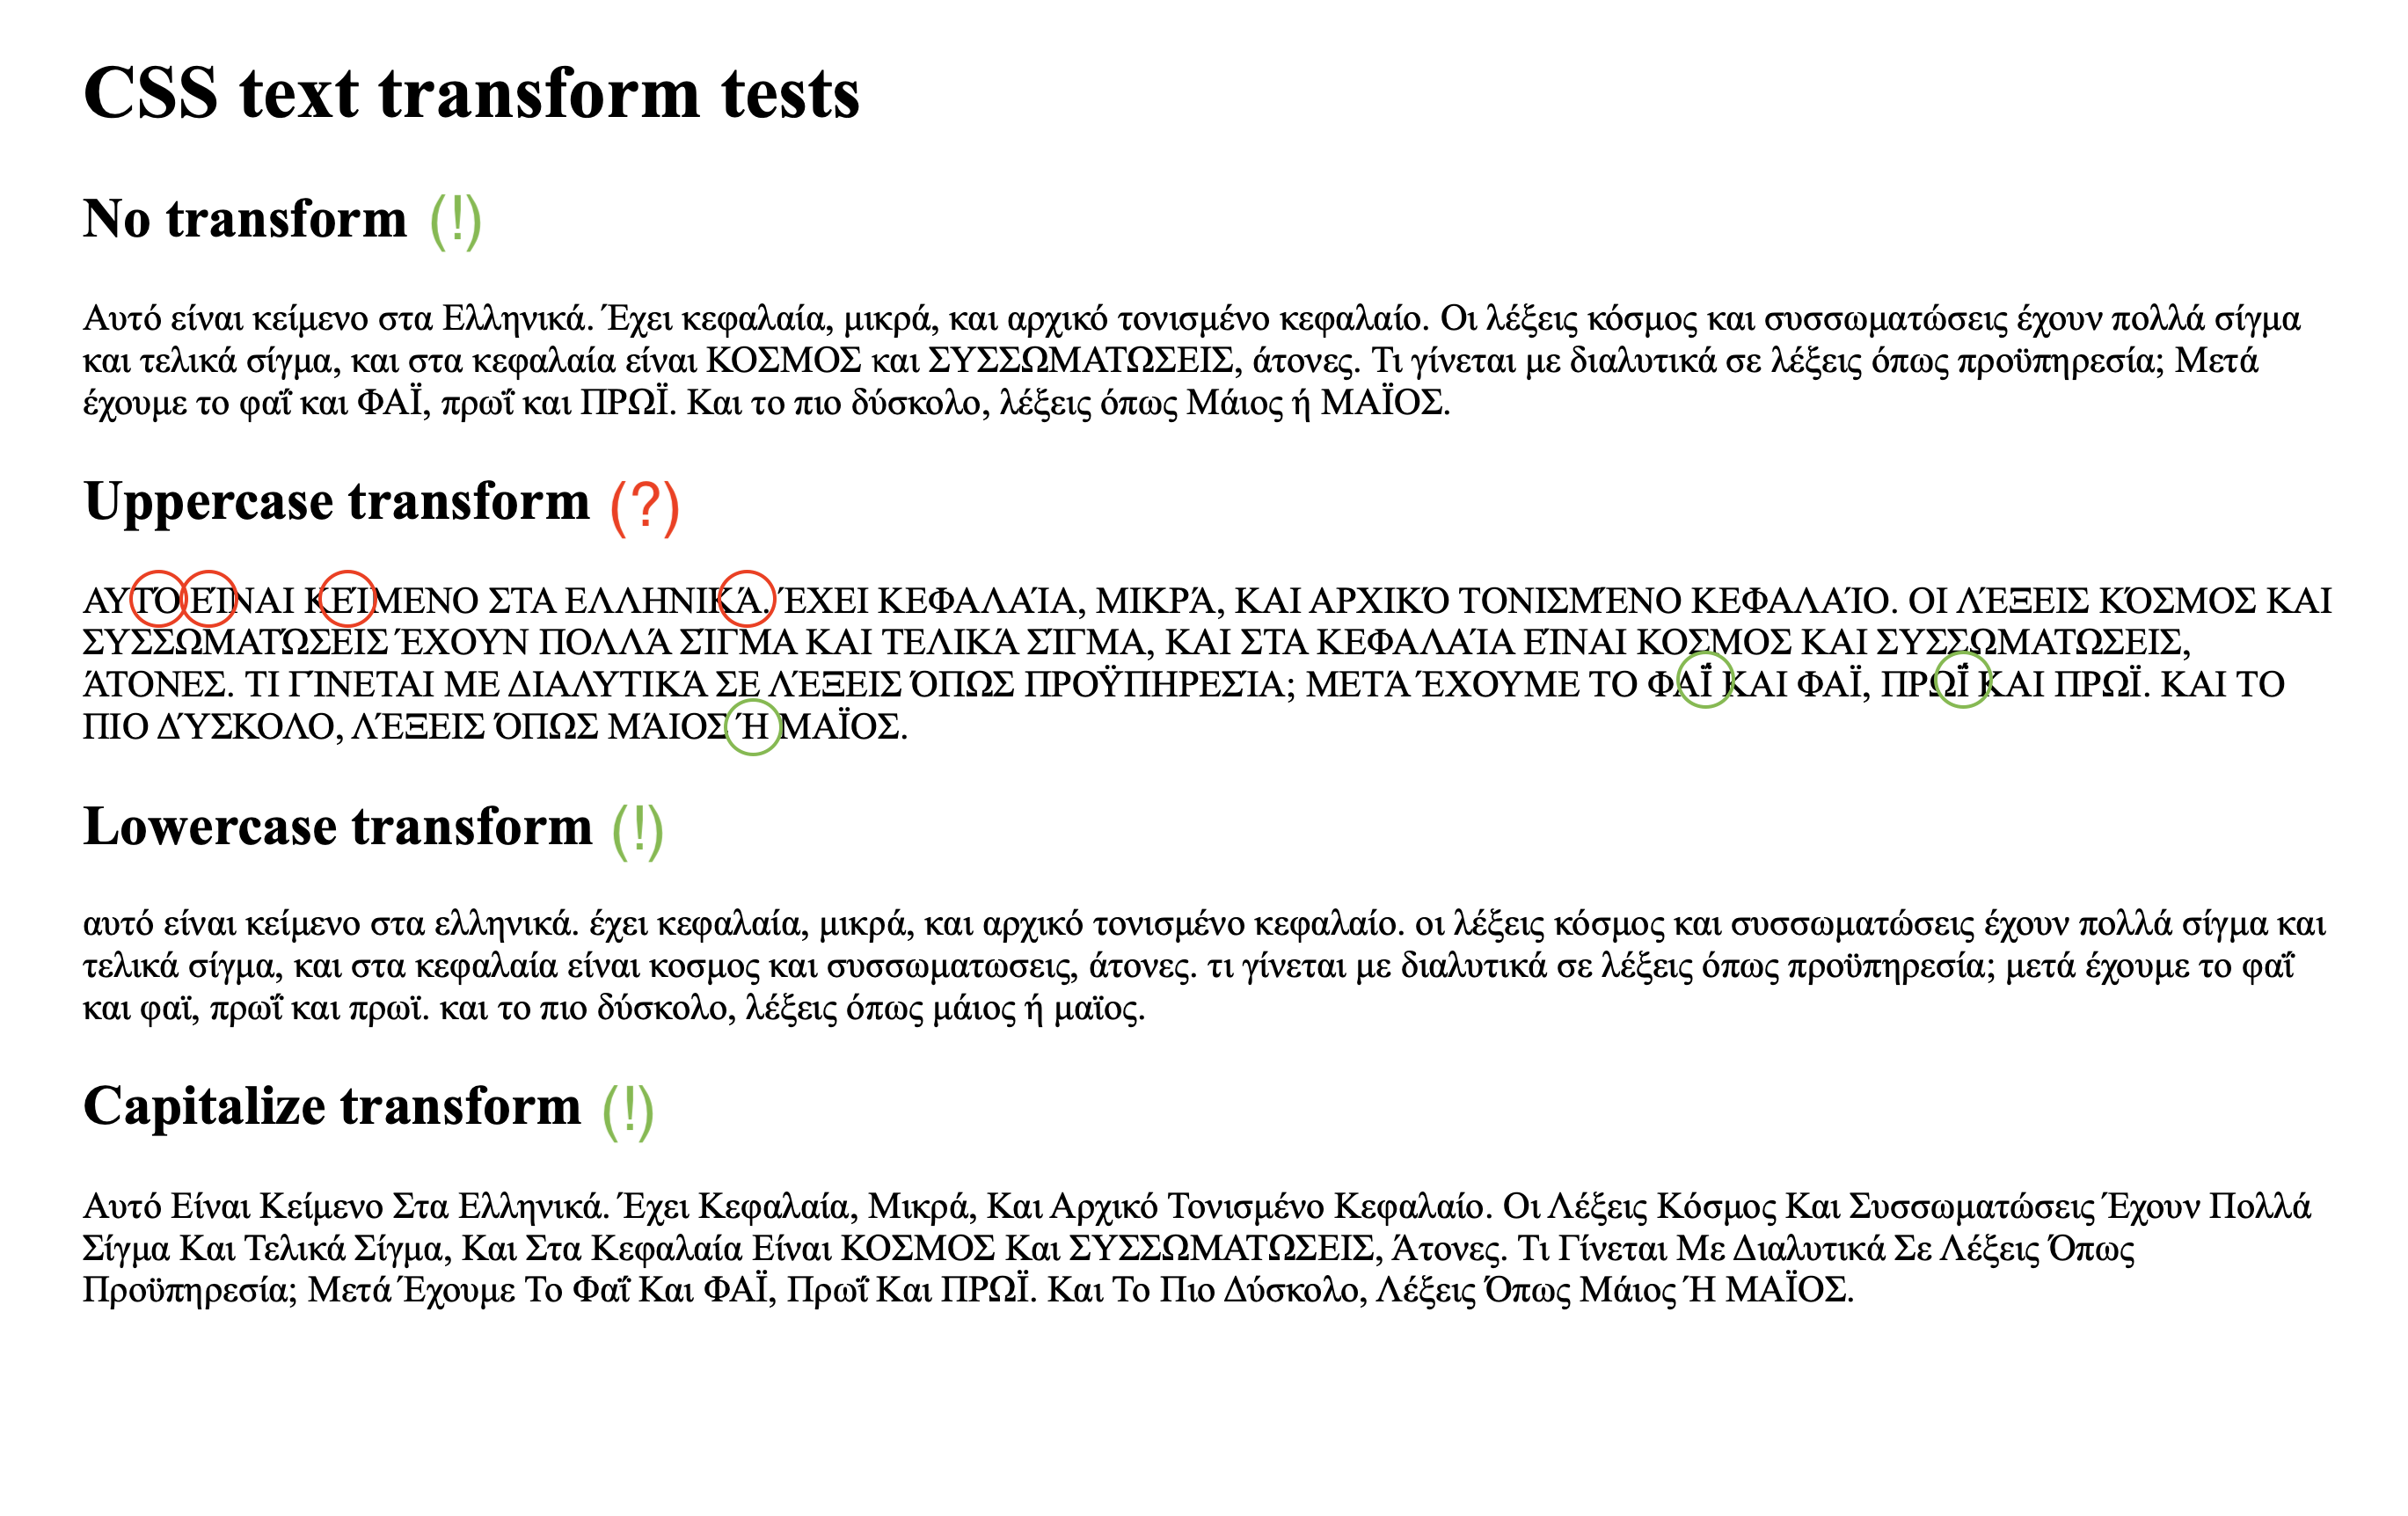 CSS text transform tests
No transform (!)
Αυτό είναι κείμενο στα Ελληνικά. Έχει κεφαλαία, μικρά, και αρχικό τονισμένο κεφαλαίο. Οι λέξεις κόσμος και συσσωματώσεις έχουν πολλά σίγμα
και τελικά σίγμα, και στα κεφαλαία είναι ΚΟΣΜΟΣ και ΣΥΣΣΩΜΑΤΩΣΕΙΣ, άτονες. Τι γίνεται με διαλυτικά σε λέξεις όπως προϋπηρεσία; Μετά
έχουμε το φαΐ και ΦΑΪ, πρωΐ και ΠΡΩΪ. Και το πιο δύσκολο, λέξεις όπως Μάιος ή ΜΑΪΟΣ.
Uppercase transform (?)
ΑΥΤΌ ΕΊΝΑΙ ΚΕΊΜΕΝΟ ΣΤΑ ΕΛΛΗΝΙΚΆ. ΈΧΕΙ ΚΕΦΑΛΑΊΑ, ΜΙΚΡΆ, ΚΑΙ ΑΡΧΙΚΌ ΤΟΝΙΣΜΈΝΟ ΚΕΦΑΛΑΊΟ. ΟΙ ΛΈΞΕΙΣ ΚΌΣΜΟΣ ΚΑΙ
ΣΥΣΣΩΜΑΤΏΣΕΙΣ ΈΧΟΥΝ ΠΟΛΛΆ ΣΊΓΜΑ ΚΑΙ ΤΕΛΙΚΆ ΣΊΓΜΑ, ΚΑΙ ΣΤΑ ΚΕΦΑΛΑΊΑ ΕΊΝΑΙ ΚΟΣΜΟΣ ΚΑΙ ΣΥΣΣΩΜΑΤΩΣΕΙΣ,
ΆΤΟΝΕΣ. ΤΙ ΓΊΝΕΤΑΙ ΜΕ ΔΙΑΛΥΤΙΚΆ ΣΕ ΛΈΞΕΙΣ ΌΠΩΣ ΠΡΟΫΠΗΡΕΣΊΑ; ΜΕΤΆ ΈΧΟΥΜΕ ΤΟ ΦΑΪ́ ΚΑΙ ΦΑΪ, ΠΡΩΪ́ ΚΑΙ ΠΡΩΪ. ΚΑΙ ΤΟ
ΠΙΟ ΔΎΣΚΟΛΟ, ΛΈΞΕΙΣ ΌΠΩΣ ΜΆΙΟΣ Ή ΜΑΪΟΣ.
Lowercase transform (!)
αυτό είναι κείμενο στα ελληνικά. έχει κεφαλαία, μικρά, και αρχικό τονισμένο κεφαλαίο. οι λέξεις κόσμος και συσσωματώσεις έχουν πολλά σίγμα και
τελικά σίγμα, και στα κεφαλαία είναι κοσμος και συσσωματωσεις, άτονες. τι γίνεται με διαλυτικά σε λέξεις όπως προϋπηρεσία; μετά έχουμε το φαΐ
και φαϊ, πρωΐ και πρωϊ. και το πιο δύσκολο, λέξεις όπως μάιος ή μαϊος.
Capitalize transform (!)
Αυτό Είναι Κείμενο Στα Ελληνικά. Έχει Κεφαλαία, Μικρά, Και Αρχικό Τονισμένο Κεφαλαίο. Οι Λέξεις Κόσμος Και Συσσωματώσεις Έχουν Πολλά
Σίγμα Και Τελικά Σίγμα, Και Στα Κεφαλαία Είναι ΚΟΣΜΟΣ Και ΣΥΣΣΩΜΑΤΩΣΕΙΣ, Άτονες. Τι Γίνεται Με Διαλυτικά Σε Λέξεις Όπως
Προϋπηρεσία; Μετά Έχουμε Το Φαΐ Και ΦΑΪ, Πρωΐ Και ΠΡΩΪ. Και Το Πιο Δύσκολο, Λέξεις Όπως Μάιος Ή ΜΑΪΟΣ.